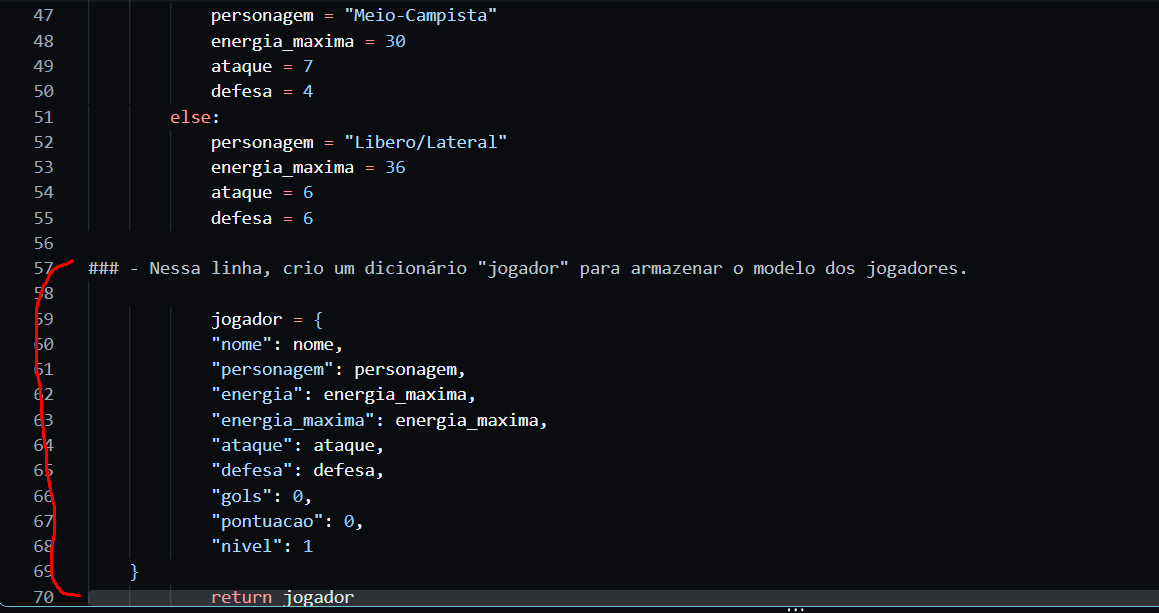 47 personagem = "Meio-Campista"
48 energia_maxima = 30
49 ataque = 7
50 defesa = 4
51 else:
52 personagem = "Libero/Lateral"
53 energia_maxima = 36
54 ataque = 6
55 defesa = 6
56
57 ### - Nessa linha, crio um dicionário "jogador" para armazenar o modelo dos jogadores.
58
59 jogador = {
60 "nome": nome,
61 "personagem": personagem,
62 "energia": energia_maxima,
63 "energia_maxima": energia_maxima,
64 "ataque": ataque,
65 "defesa": defesa,
66 "gols": 0,
67 "pontuacao": 0,
68 "nivel": 1
69 }
70 return jogador
...